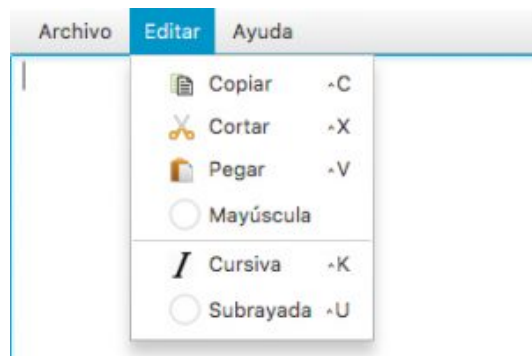 Archivo Editar Ayuda
Copiar ^C
Cortar ^X
Pegar ^V
Mayúscula
Cursiva ^K
Subrayada ^U